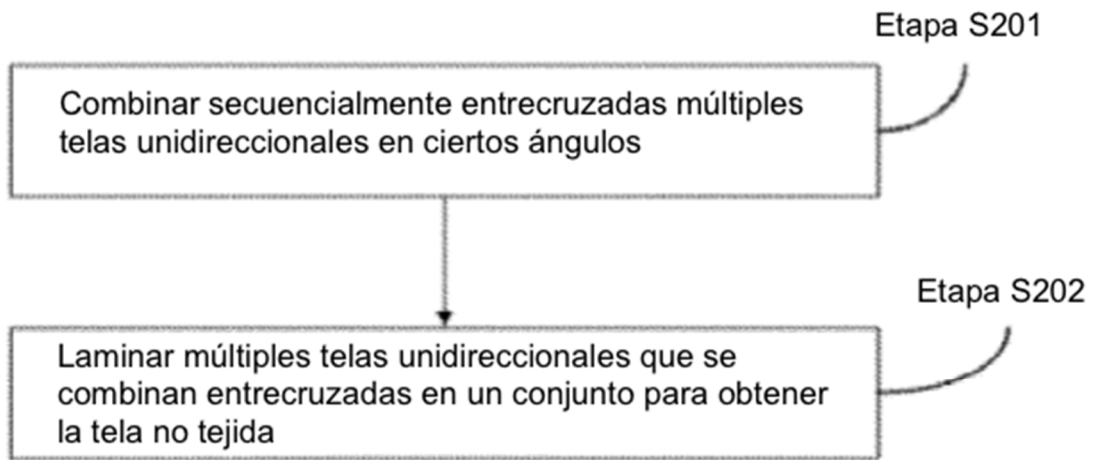 Etapa S201
Combinar secuencialmente entrecruzadas múltiples
telas unidireccionales en ciertos ángulos
Etapa S202
Laminar múltiples telas unidireccionales que se
combinan entrecruzadas en un conjunto para obtener
la tela no tejida